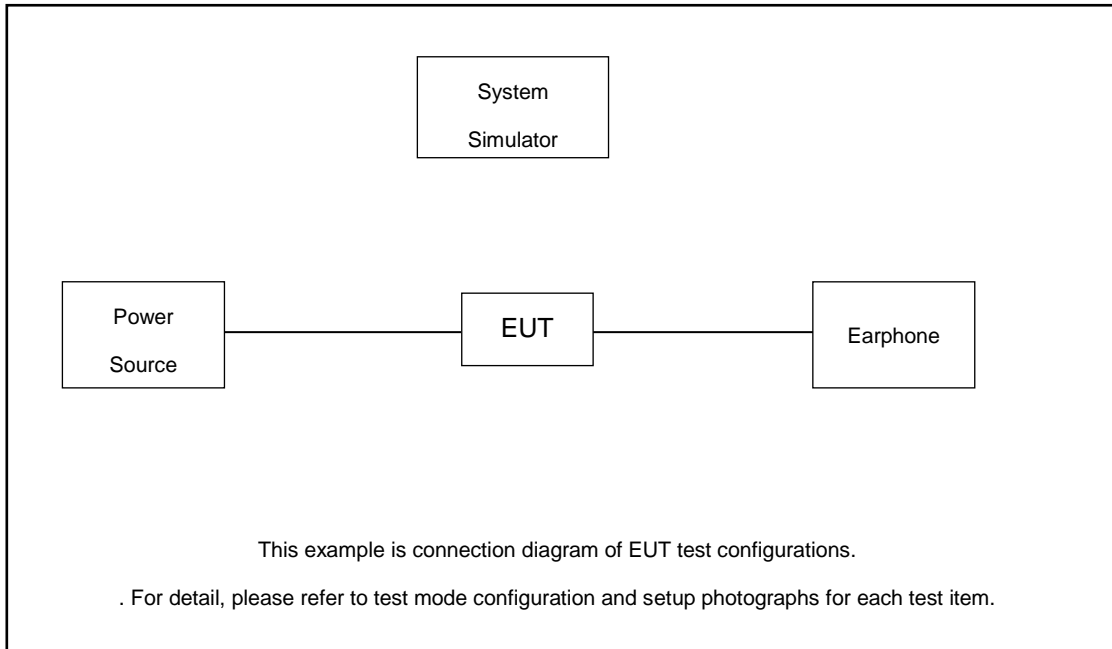 System
Simulator
Power
Source
EUT
Earphone
This example is connection diagram of EUT test configurations.
. For detail, please refer to test mode configuration and setup photographs for each test item.